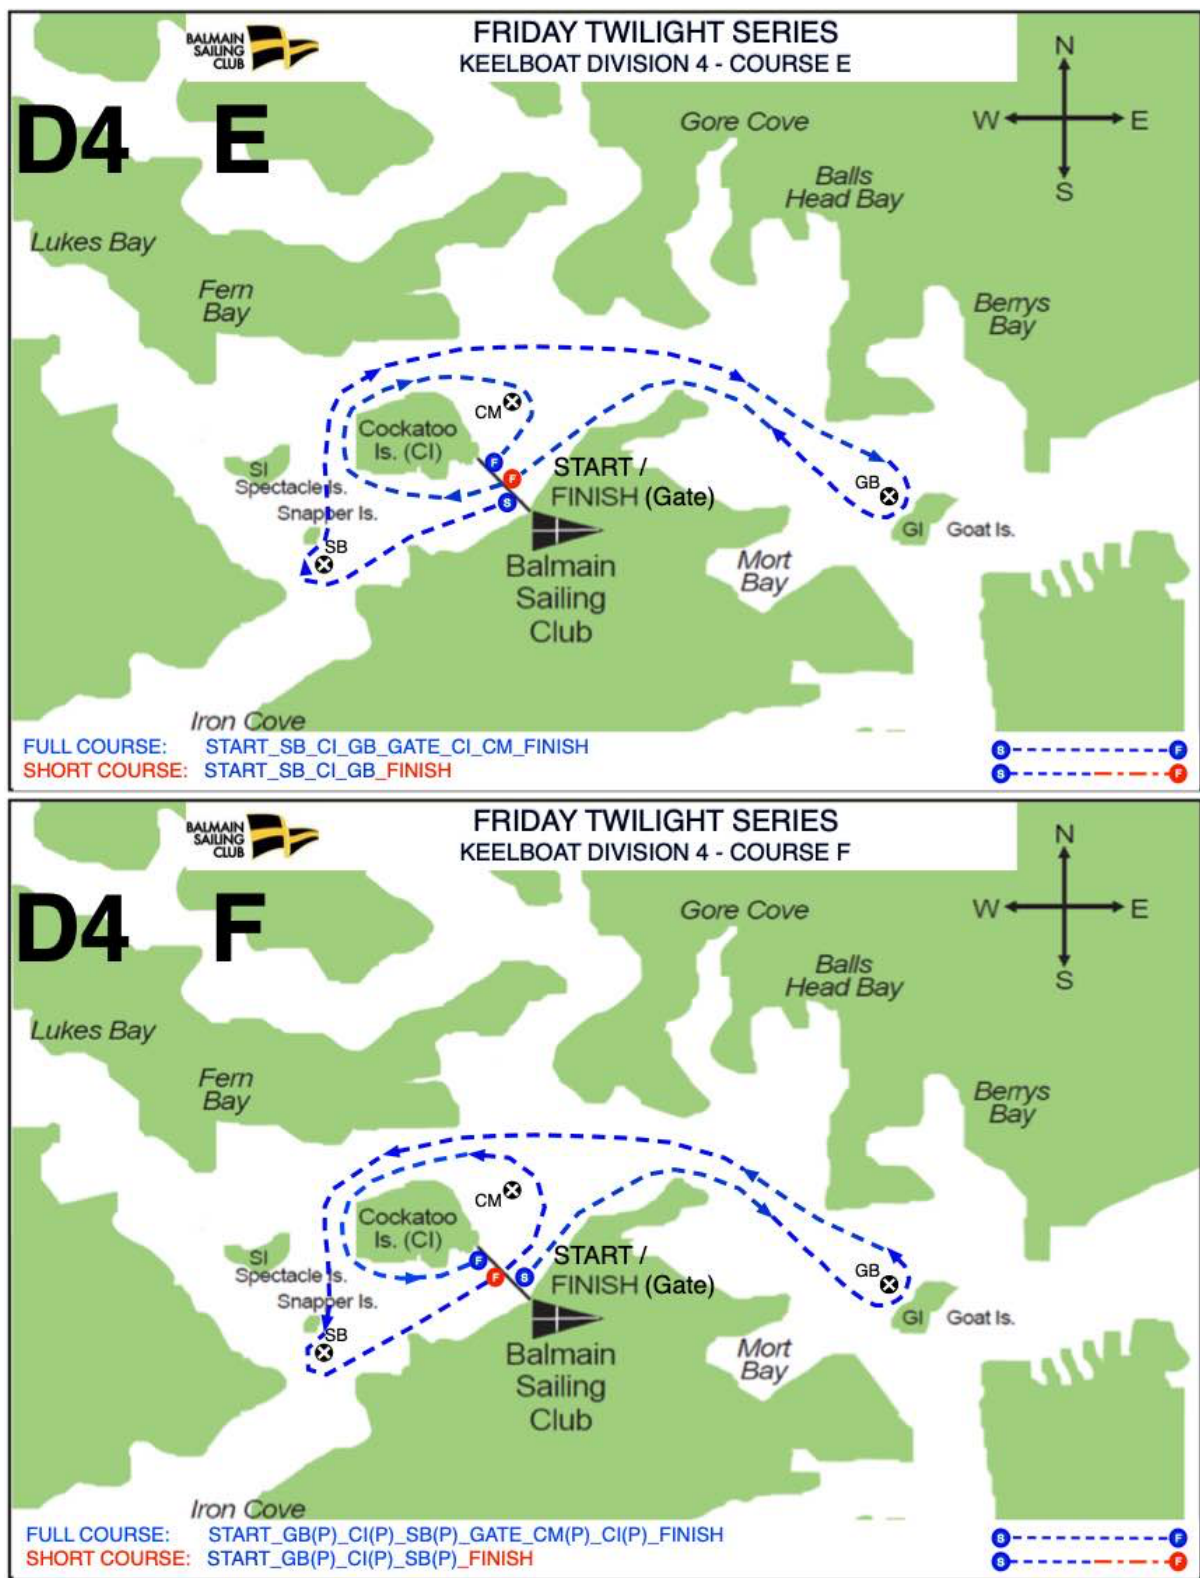 BALMAIN
SAILING
CLUB
FRIDAY TWILIGHT SERIES
KEELBOAT DIVISION 4 - COURSE E
D4 E
N
W E
S
Gore Cove
Balls
Head Bay
Lukes Bay
Fern
Bay
Berrys
Bay
CM
Cockatoo
Is. (CI)
SI
Spectacle Is.
Snapper Is.
SB
F
F
S
START /
FINISH (Gate)
GB
GI
Goat Is.
Mort
Bay
Balmain
Sailing
Club
Iron Cove
FULL COURSE: START_SB_CI_GB_GATE_CI_CM_FINISH
SHORT COURSE: START_SB_CI_GB_FINISH
S F
S F
BALMAIN
SAILING
CLUB
FRIDAY TWILIGHT SERIES
KEELBOAT DIVISION 4 - COURSE F
D4 F
N
W E
S
Gore Cove
Balls
Head Bay
Lukes Bay
Fern
Bay
Berrys
Bay
CM
Cockatoo
Is. (CI)
SI
Spectacle Is.
Snapper Is.
SB
F
F
S
START /
FINISH (Gate)
GB
GI
Goat Is.
Mort
Bay
Balmain
Sailing
Club
Iron Cove
FULL COURSE: START_GB(P)_CI(P)_SB(P)_GATE_CM(P)_CI(P)_FINISH
SHORT COURSE: START_GB(P)_CI(P)_SB(P)_FINISH
S F
S F